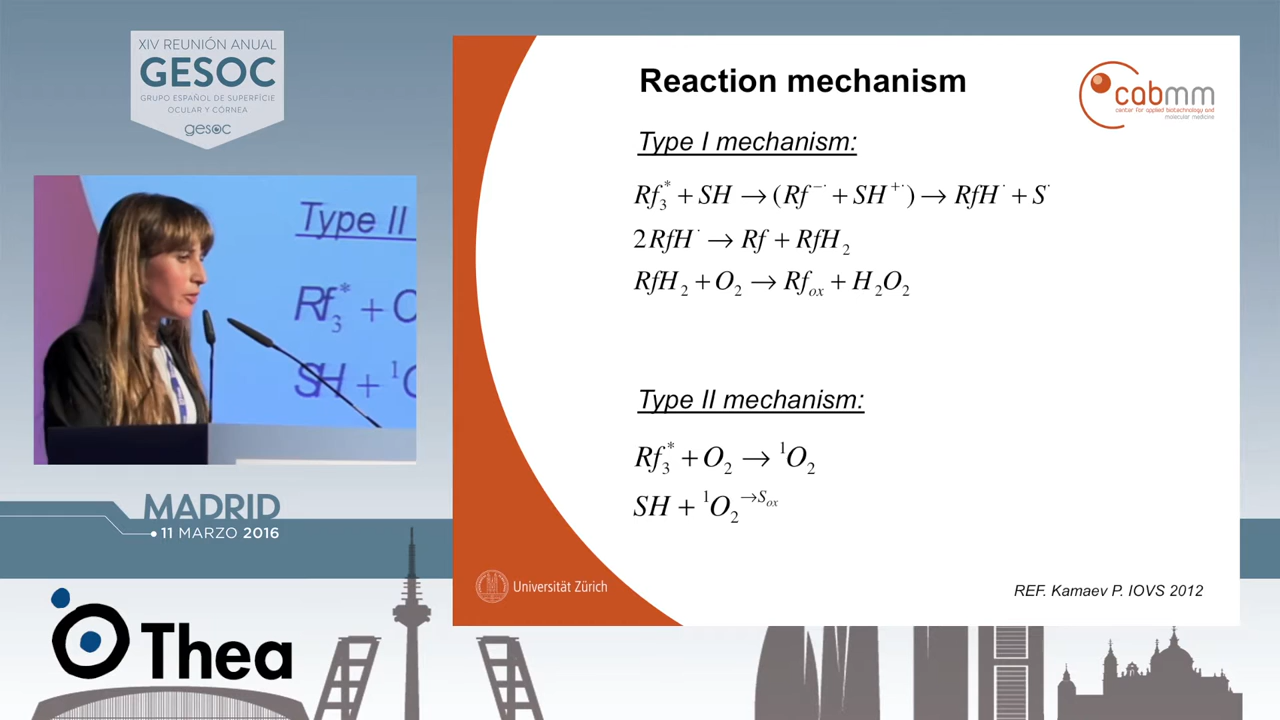 XIV REUNIÓN ANUAL
GESOC
GRUPO ESPAÑOL DE SUPERFÍCIE
OCULAR Y CÓRNEA
gesoc
Type II
Rf₃* + O
SH + ¹O
MADRID
11 MARZO 2016
Thea
Reaction mechanism
cabmm
center for applied biotechnology and
molecular medicine
Type I mechanism:
Rf₃* + SH → (Rf⁻˙ + SH⁺˙) → RfH˙ + S˙
2RfH˙ → Rf + RfH₂
RfH₂ + O₂ → Rfₒₓ + H₂O₂
Type II mechanism:
Rf₃* + O₂ → ¹O₂
SH + ¹O₂ →Sₒₓ
Universität Zürich
REF. Kamaev P. IOVS 2012